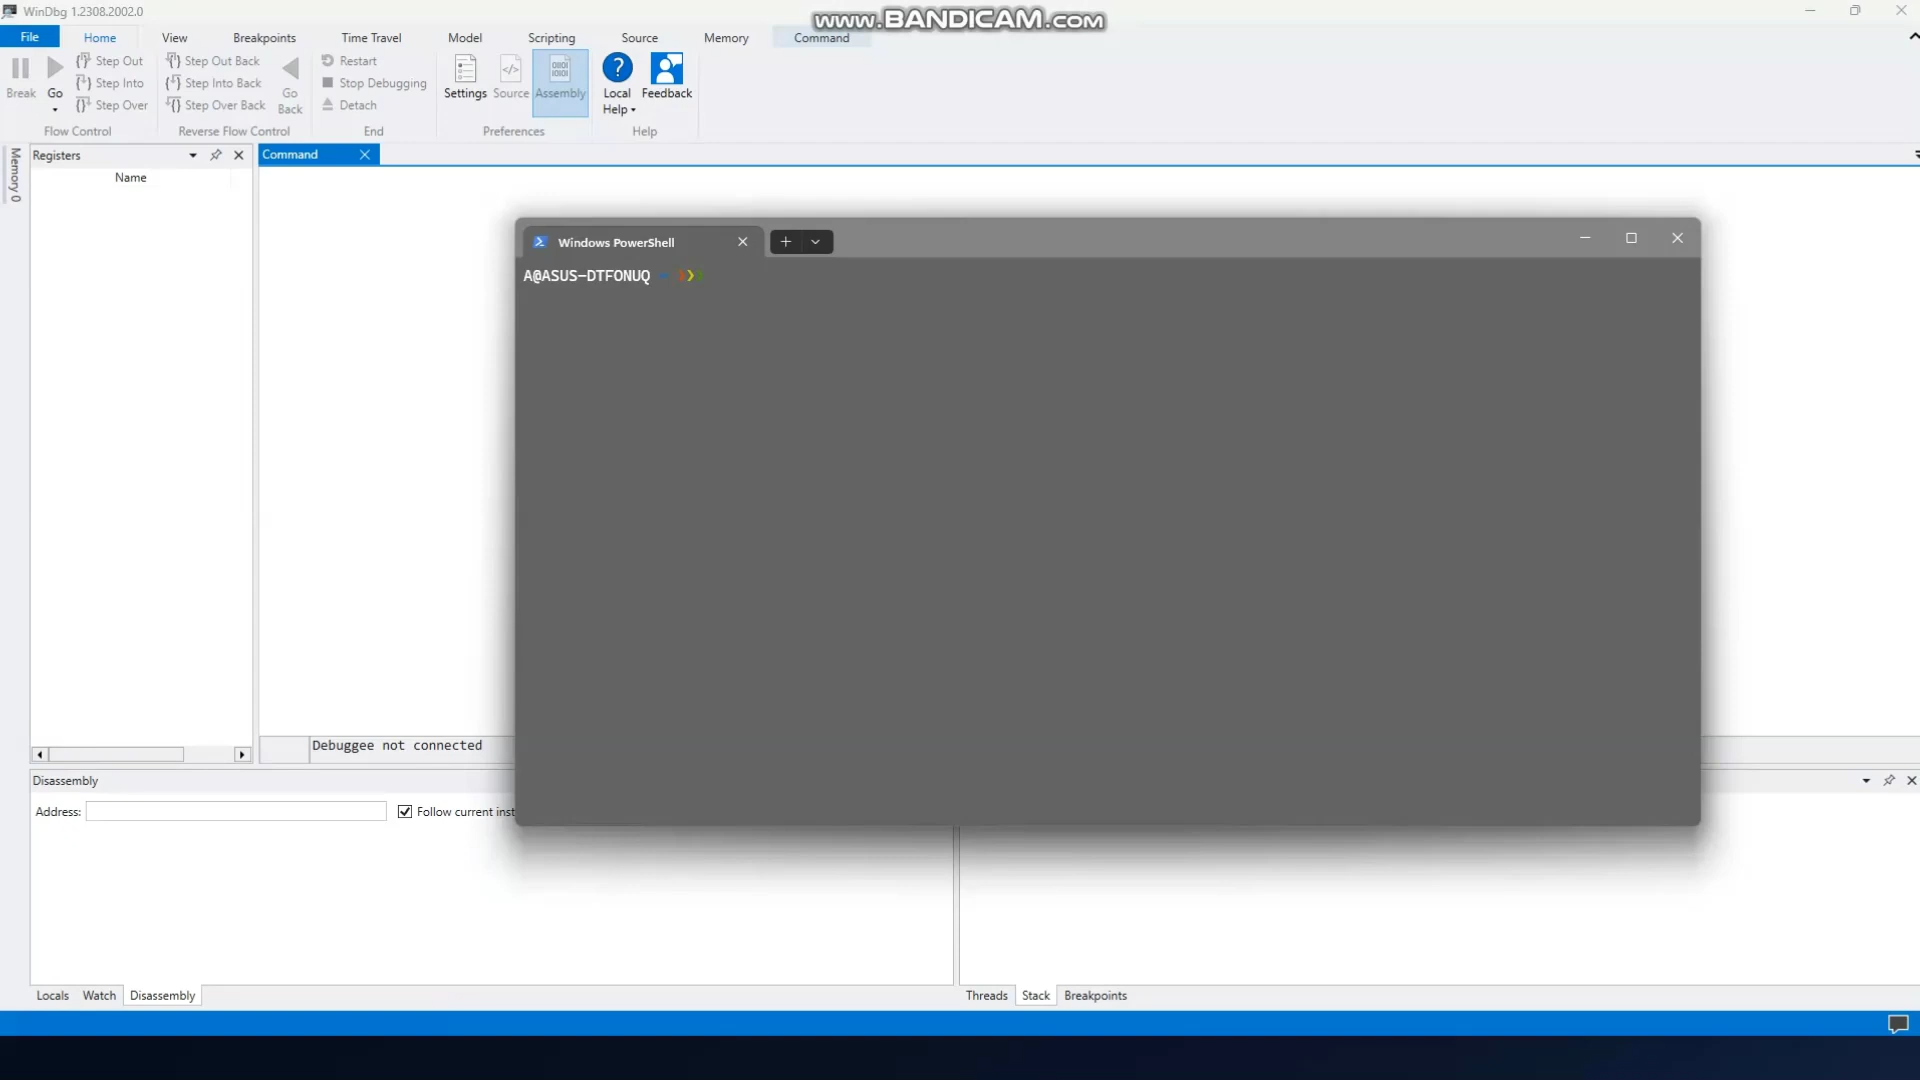 WinDbg 1.2308.2002.0
www.BANDICAM.com
File Home View Breakpoints Time Travel Model Scripting Source Memory Command
Break
Go
Step Out
Step Into
Step Over
Flow Control
Step Out Back
Step Into Back
Step Over Back
Go Back
Reverse Flow Control
Restart
Stop Debugging
Detach
End
Settings
Source
Assembly
Preferences
Local Help
Feedback
Help
Memory 0
Registers
Name
Command
Windows PowerShell
A@ASUS-DTFONUQ ~ ❯❯❯
Debuggee not connected
Disassembly
Address:
Follow current inst
Locals Watch Disassembly
Threads Stack Breakpoints